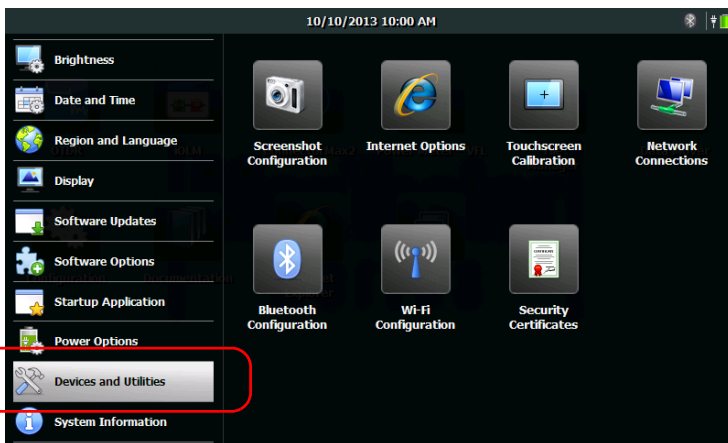 10/10/2013 10:00 AM
Brightness
Date and Time
Region and Language
Display
Software Updates
Software Options
Startup Application
Power Options
Devices and Utilities
System Information
Screenshot
Configuration
Internet Options
Touchscreen
Calibration
Network
Connections
Bluetooth
Configuration
Wi-Fi
Configuration
Security
Certificates